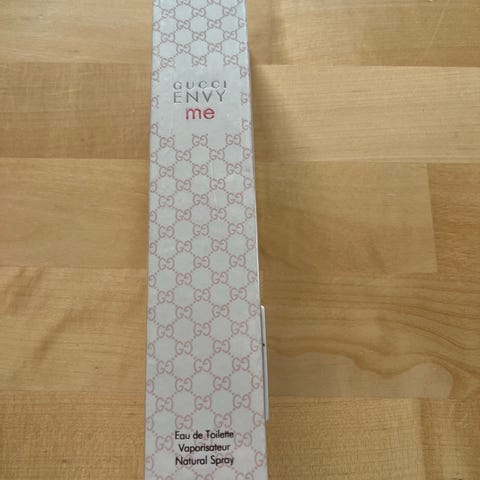 GUCCI
ENVY
me
Eau de Toilette
Vaporisateur
Natural Spray